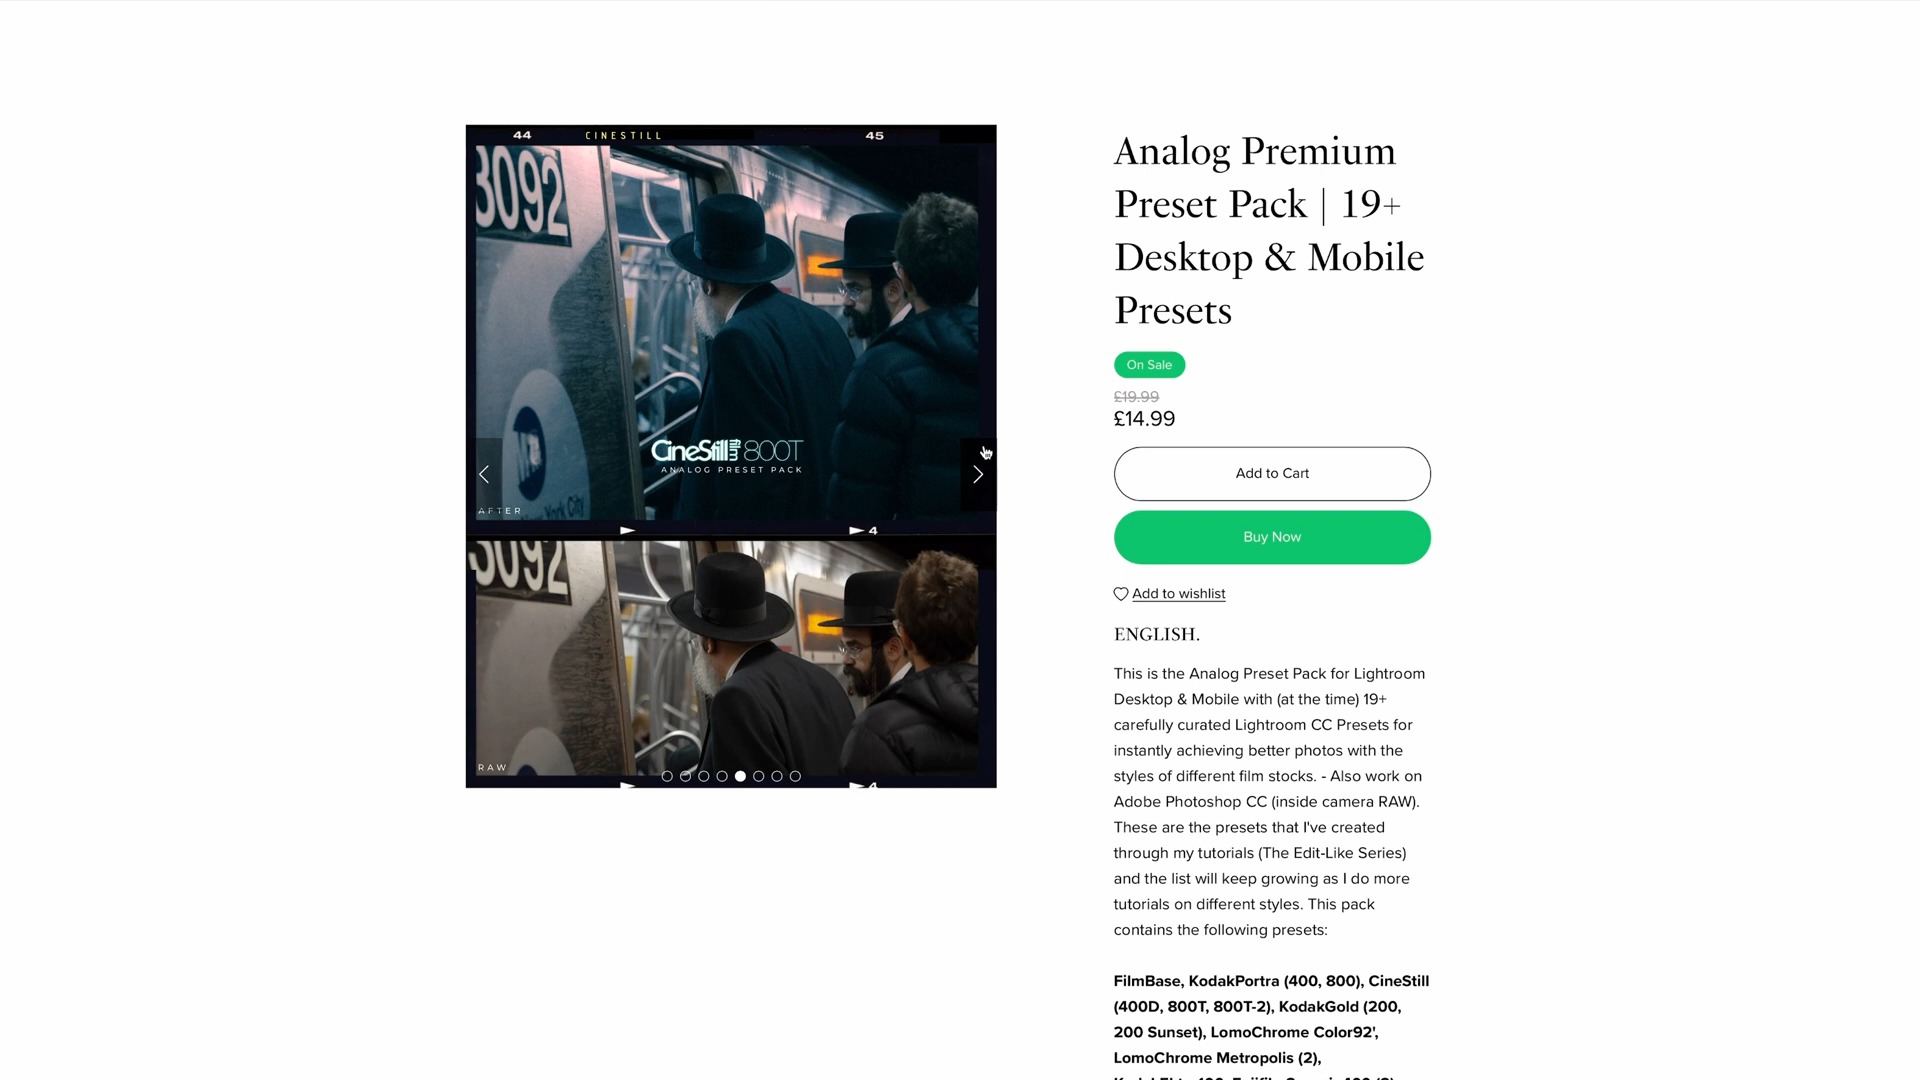 44 CINESTILL 45
3092
CineStill film 800T
ANALOG PRESET PACK
AFTER
4
3092
RAW
Analog Premium
Preset Pack | 19+
Desktop & Mobile
Presets
On Sale
£19.99
£14.99
Add to Cart
Buy Now
Add to wishlist
ENGLISH.
This is the Analog Preset Pack for Lightroom
Desktop & Mobile with (at the time) 19+
carefully curated Lightroom CC Presets for
instantly achieving better photos with the
styles of different film stocks. - Also work on
Adobe Photoshop CC (inside camera RAW).
These are the presets that I've created
through my tutorials (The Edit-Like Series)
and the list will keep growing as I do more
tutorials on different styles. This pack
contains the following presets:
FilmBase, KodakPortra (400, 800), CineStill
(400D, 800T, 800T-2), KodakGold (200,
200 Sunset), LomoChrome Color92',
LomoChrome Metropolis (2),